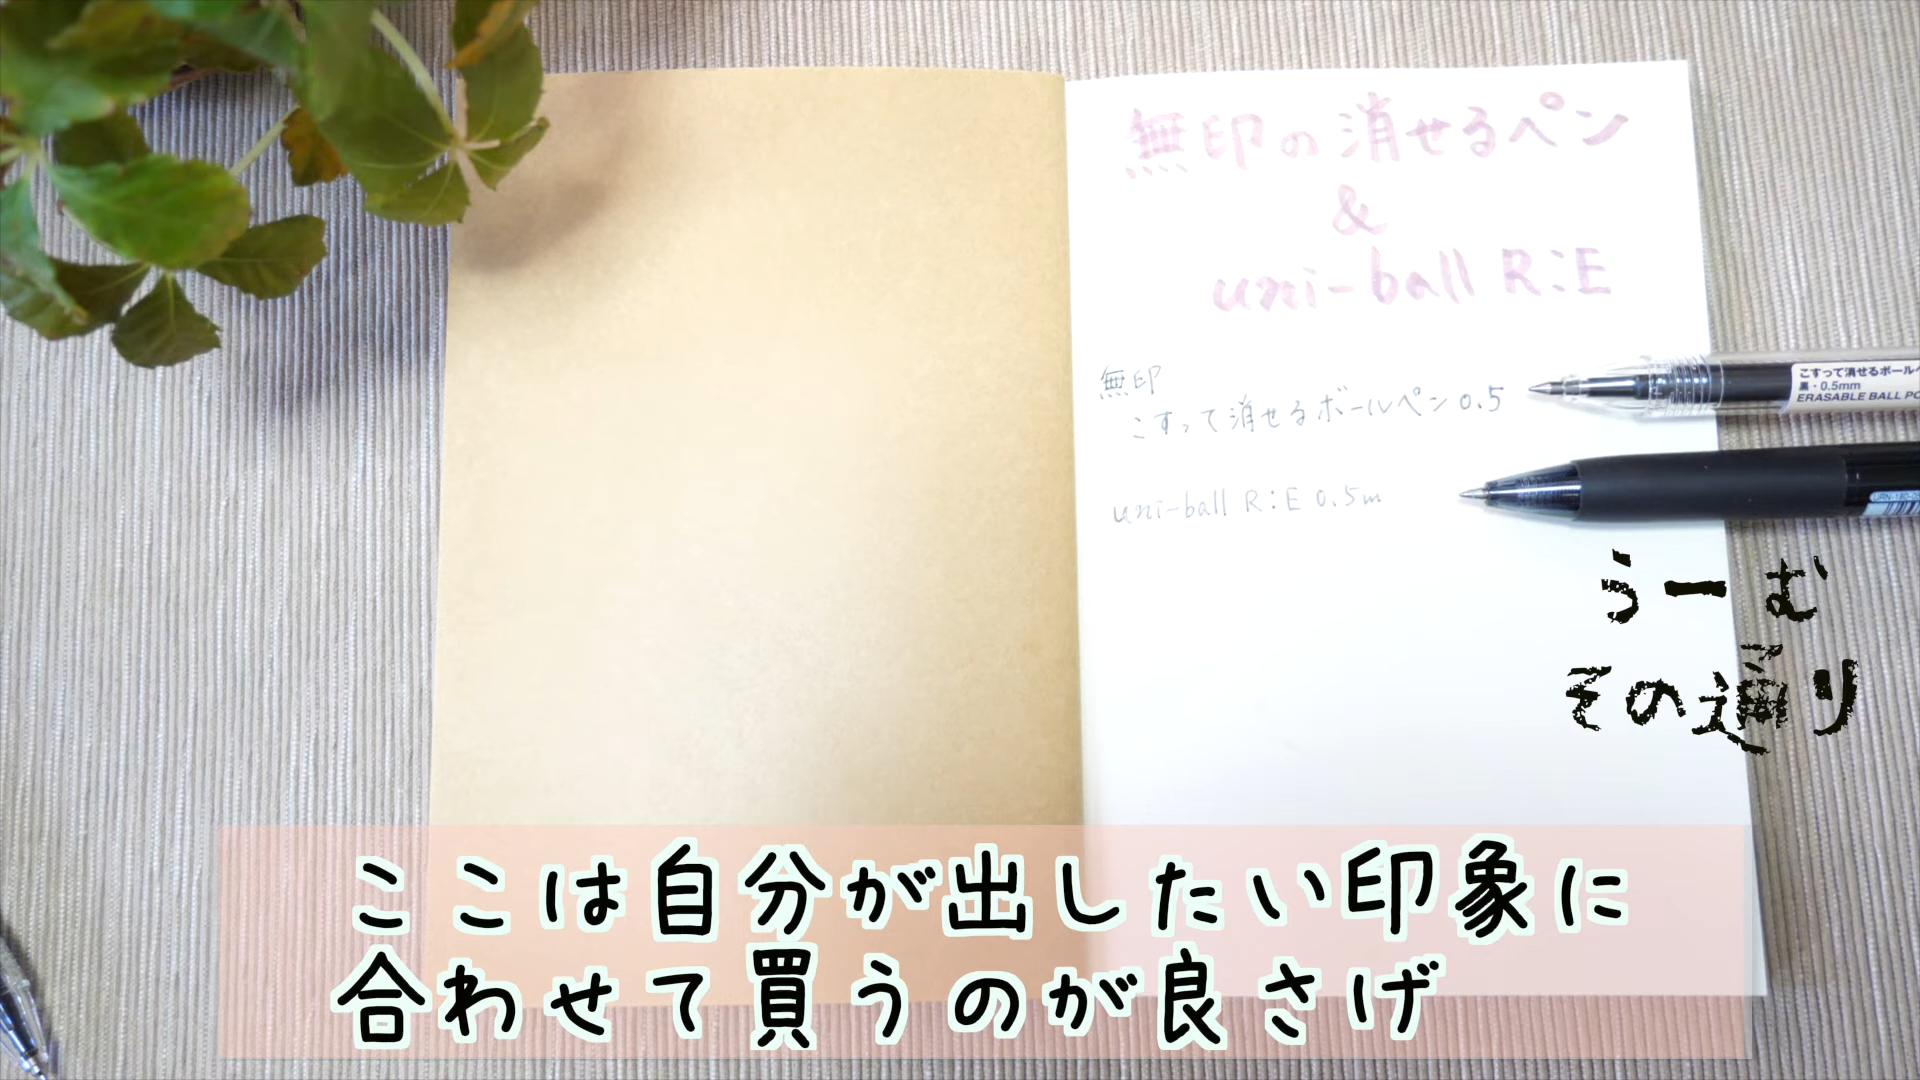 無印の消せるペン
&
uni-ball R:E
無印
こすって消せるボールペン0.5
uni-ball R:E 0.5m
こすって消せるボールペ
黒・0.5mm
ERASABLE BALL PO
うーむ
その通り
ここは自分が出したい印象に
合わせて買うのが良さげ